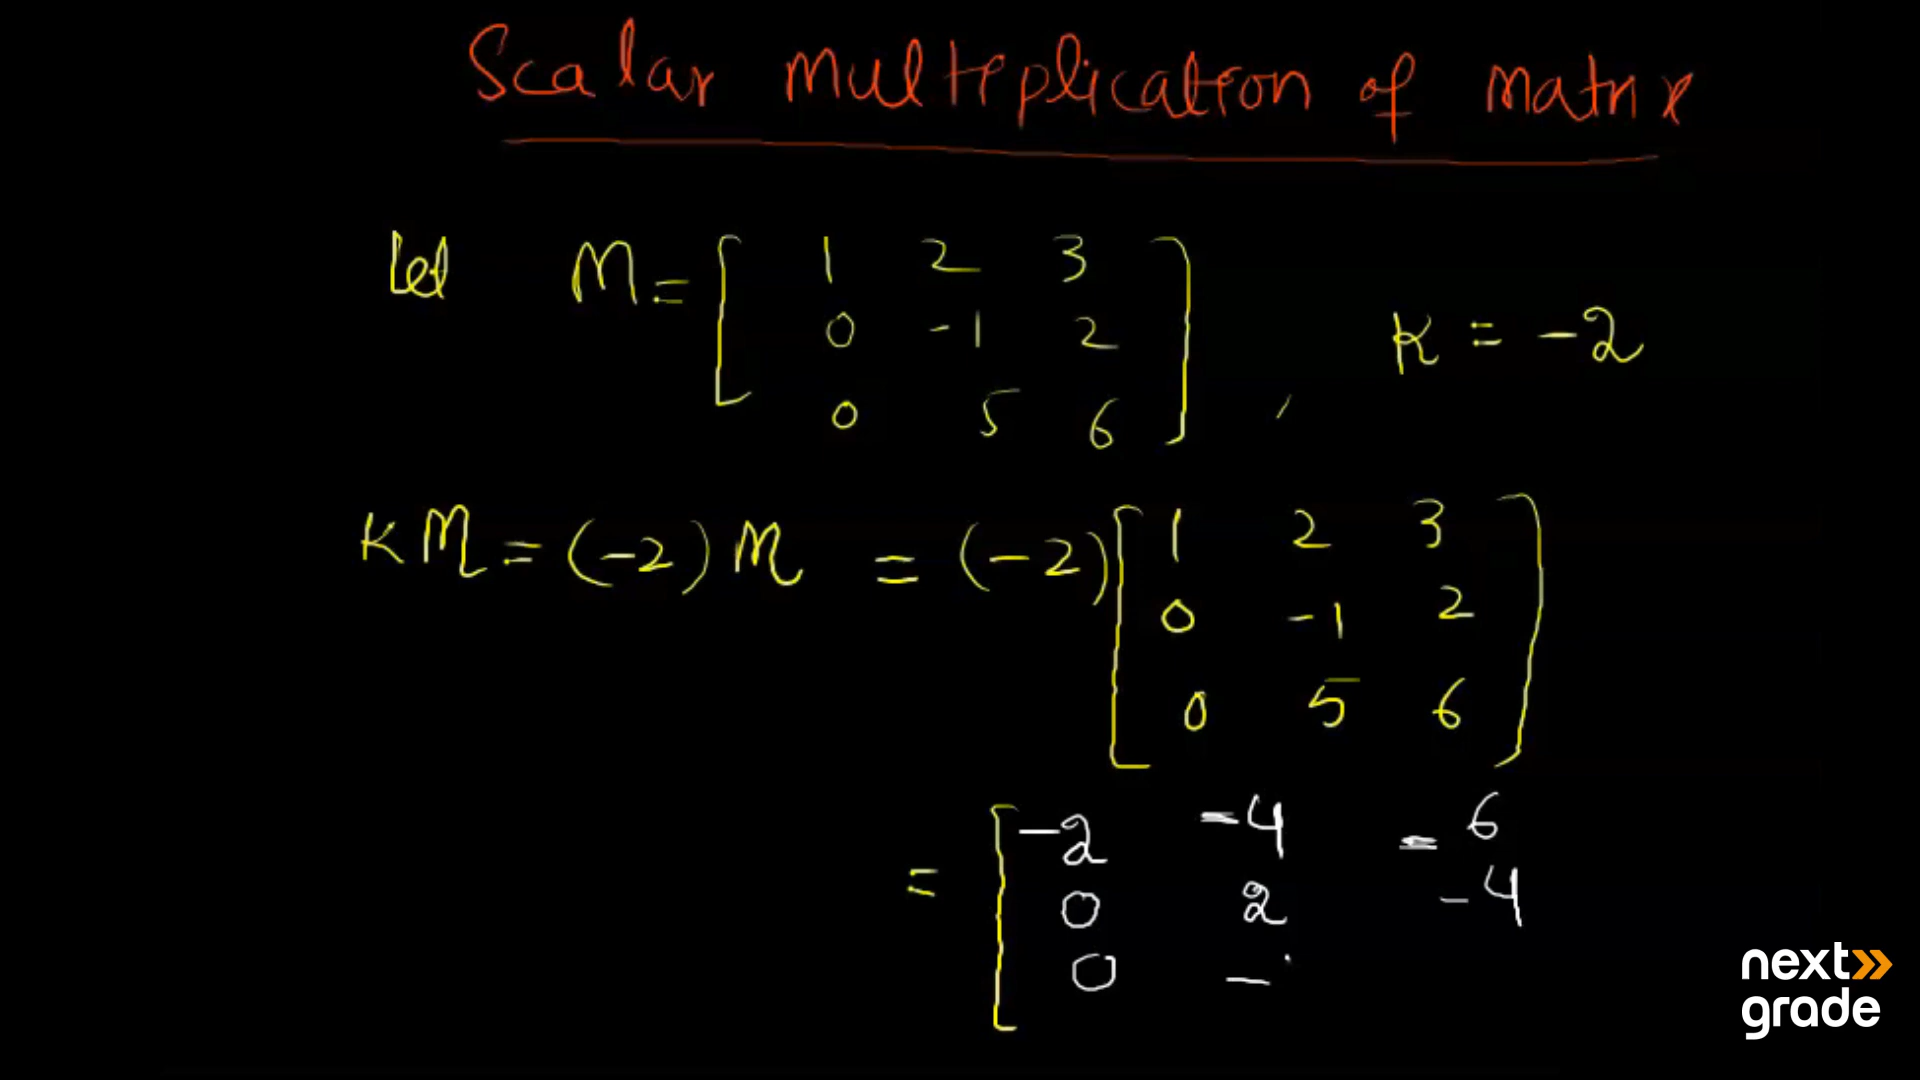 Scalar multiplication of matrix
Let M = [ 1 2 3
0 -1 2
0 5 6 ] , K = -2
KM = (-2) M = (-2) [ 1 2 3
0 -1 2
0 5 6 ]
= [ -2 -4 -6
0 2 -4
0 -
next>>
grade